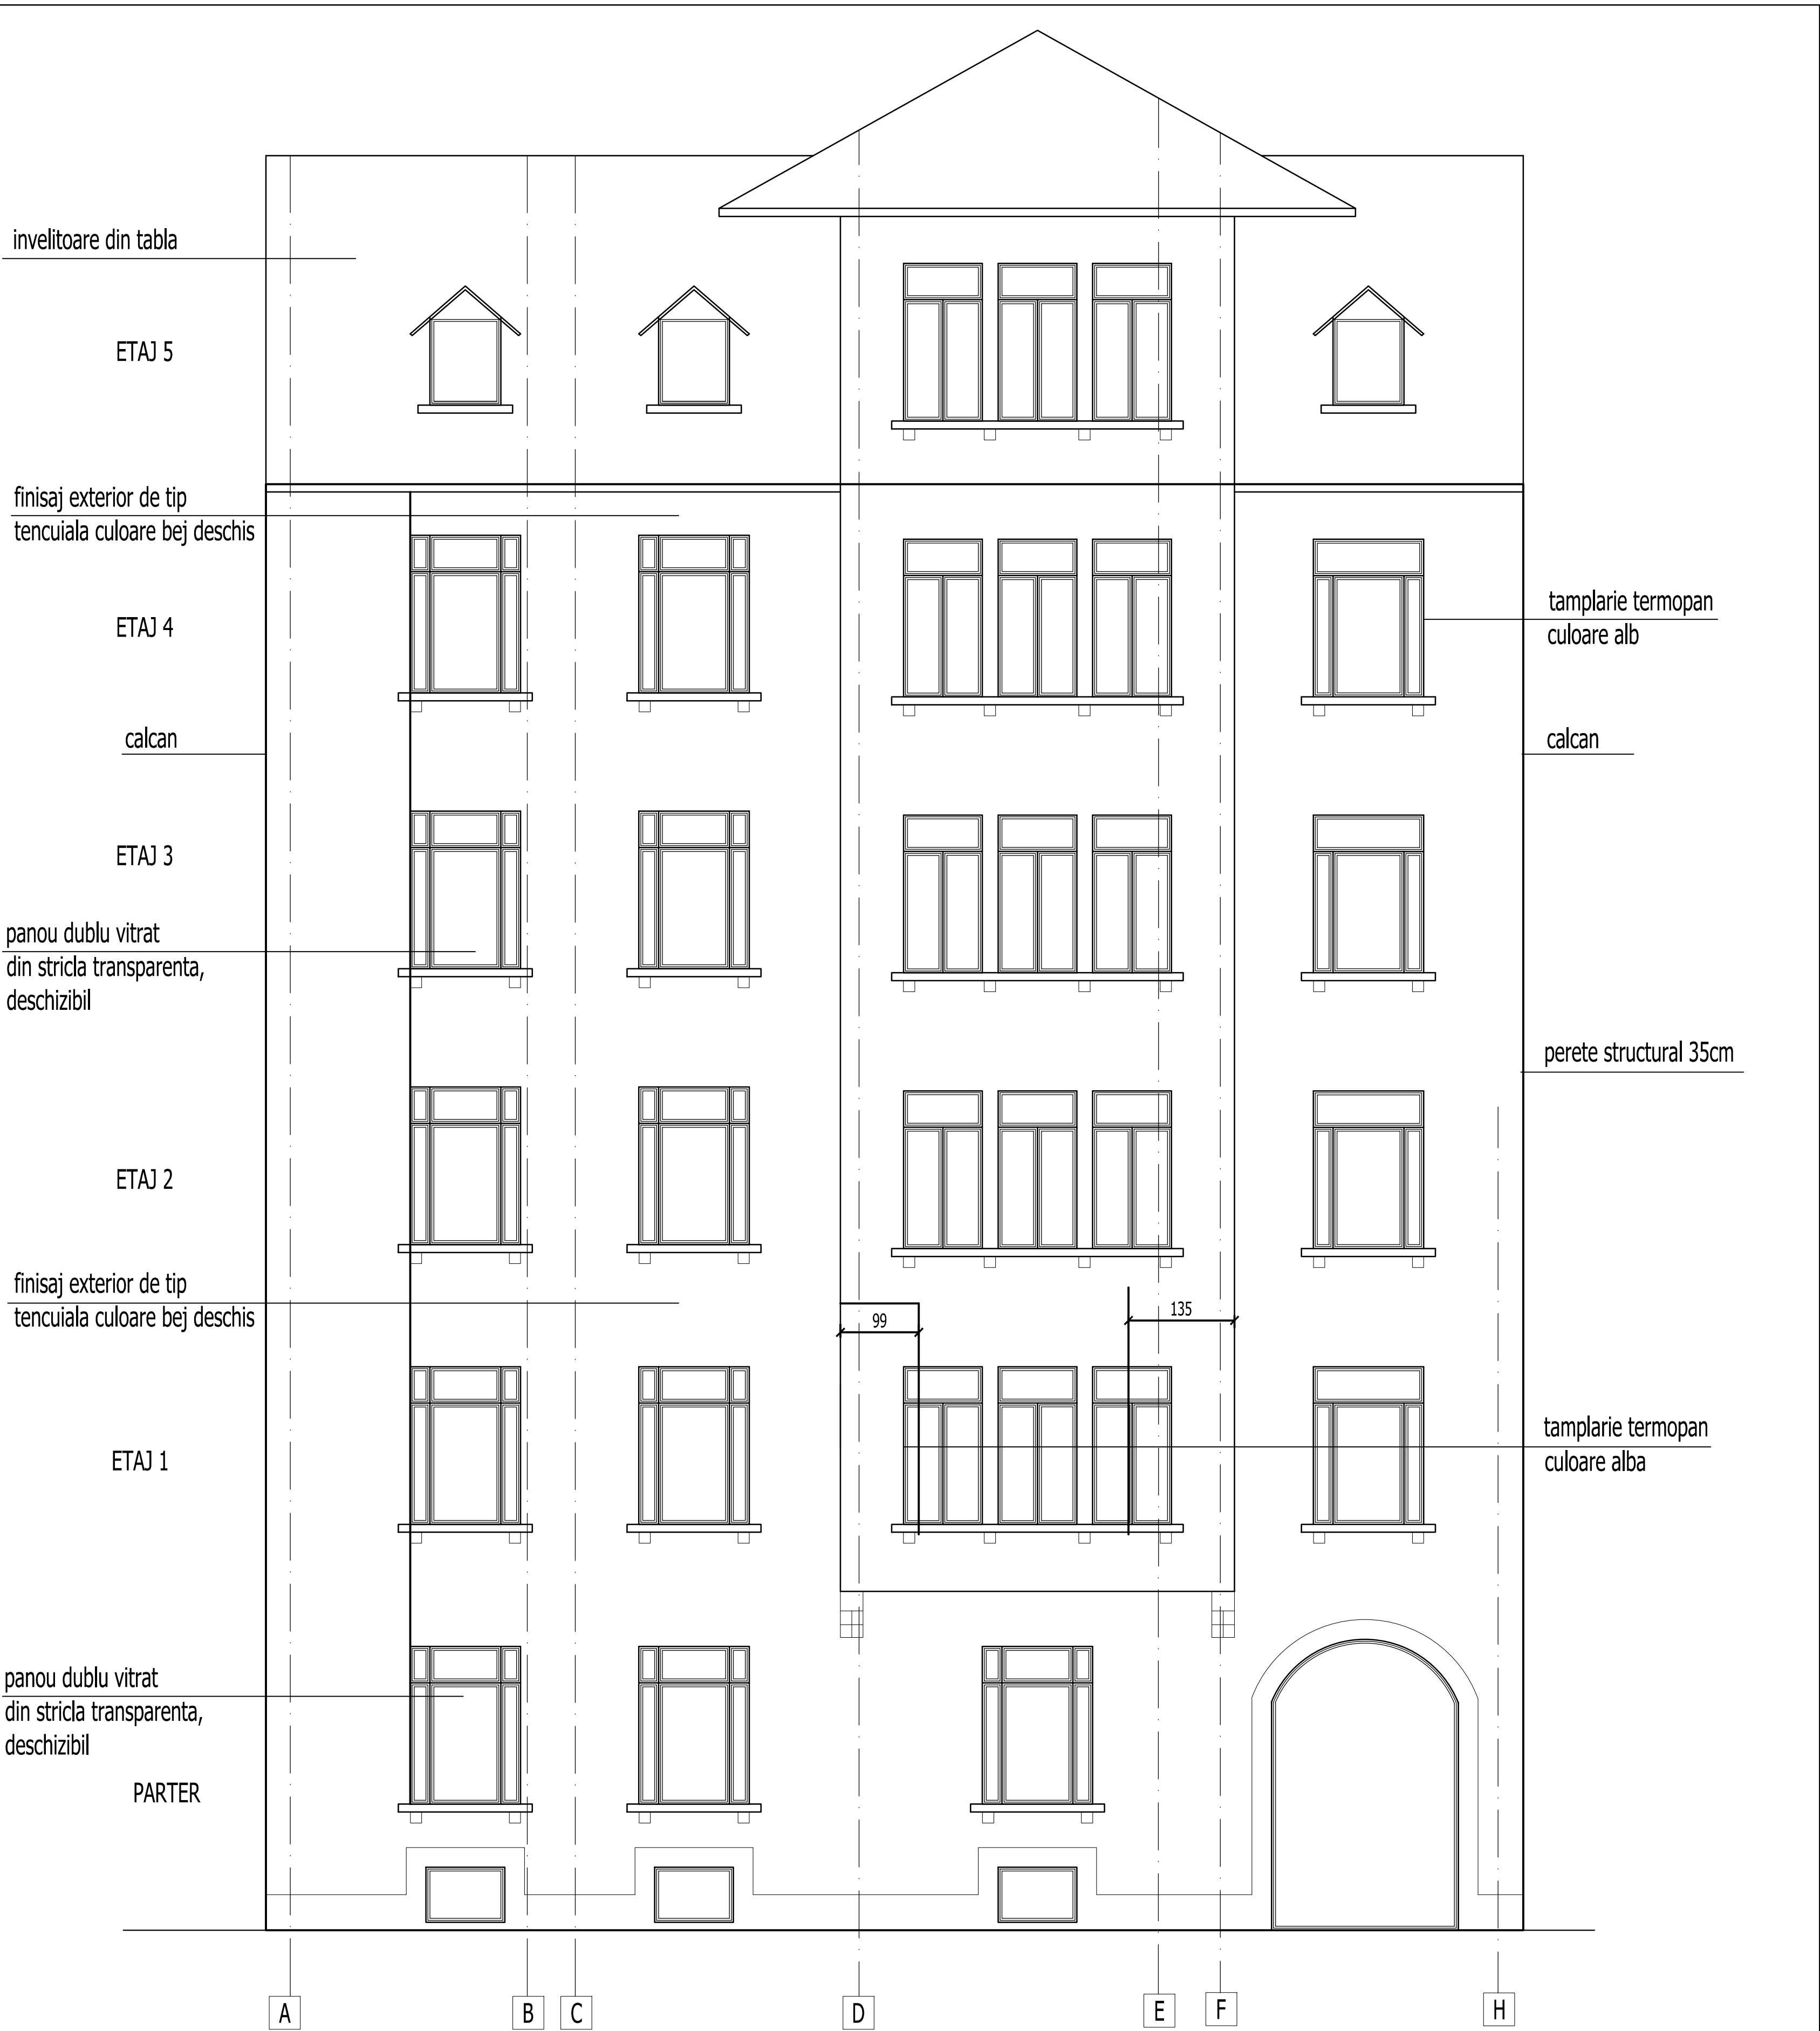 invelitoare din tabla
ETAJ 5
finisaj exterior de tip
tencuiala culoare bej deschis
tamplarie termopan
culoare alb
ETAJ 4
calcan
calcan
ETAJ 3
panou dublu vitrat
din stricla transparenta,
deschizibil
perete structural 35cm
ETAJ 2
finisaj exterior de tip
tencuiala culoare bej deschis
99
135
tamplarie termopan
culoare alba
ETAJ 1
panou dublu vitrat
din stricla transparenta,
deschizibil
PARTER
A B C D E F H